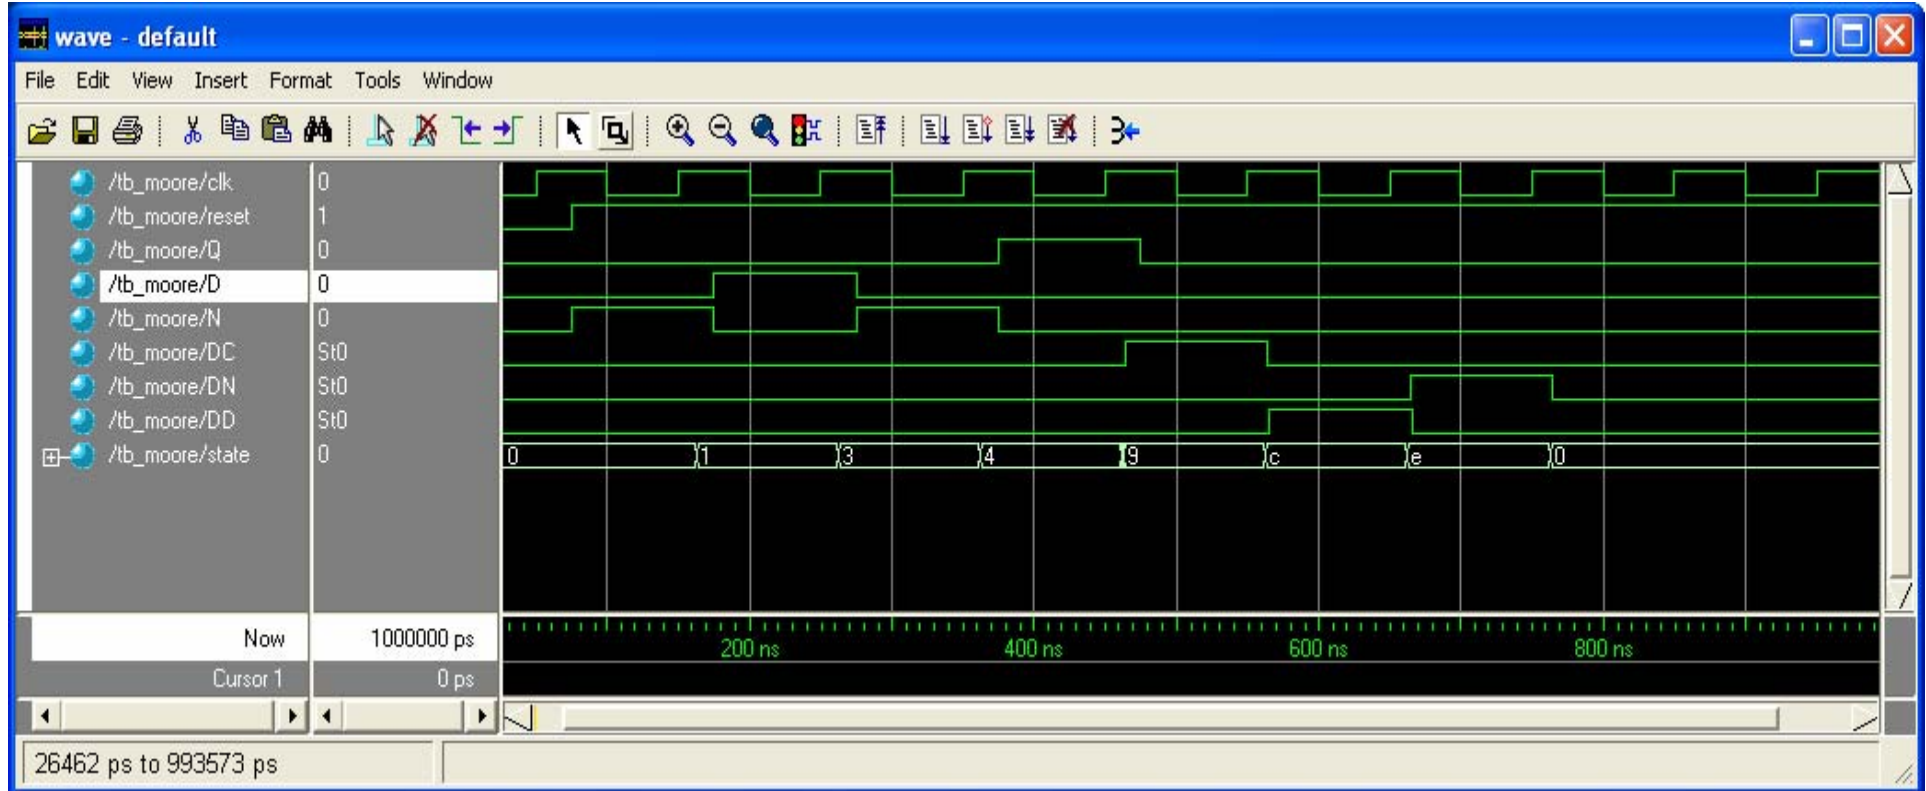 wave - default
File Edit View Insert Format Tools Window
/tb_moore/clk 0
/tb_moore/reset 1
/tb_moore/Q 0
/tb_moore/D 0
/tb_moore/N 0
/tb_moore/DC St0
/tb_moore/DN St0
/tb_moore/DD St0
/tb_moore/state 0 0 1 3 4 9 c e 0
Now 1000000 ps 200 ns 400 ns 600 ns 800 ns
Cursor 1 0 ps
26462 ps to 993573 ps